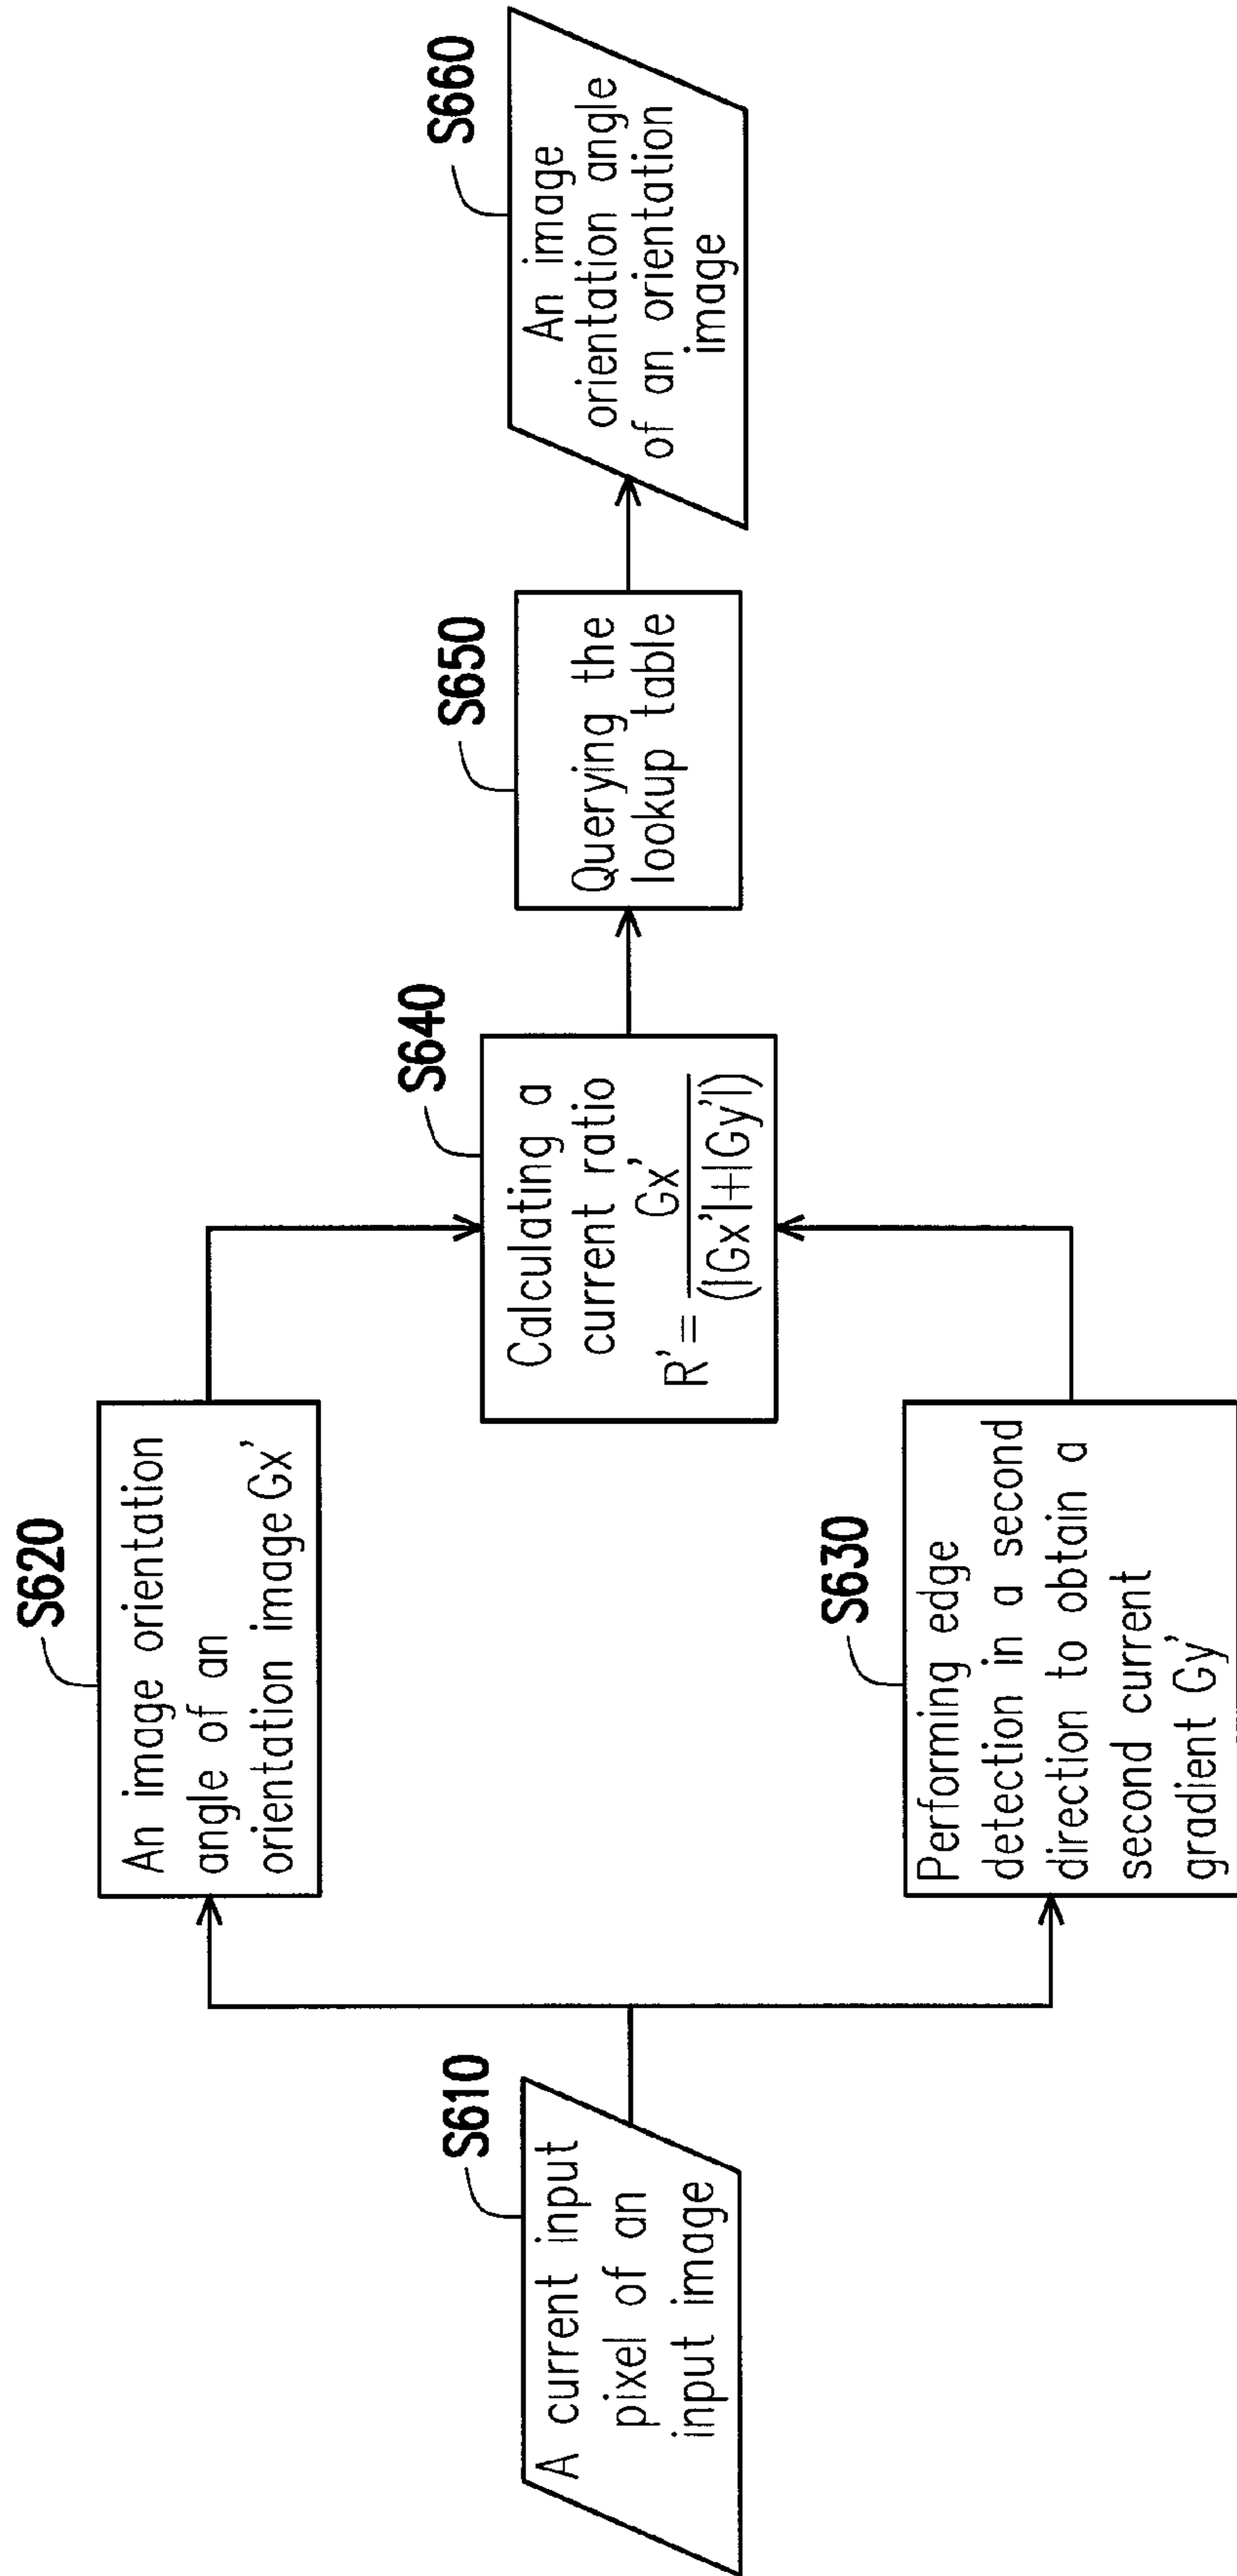 S610
A current input
pixel of an
input image
S620
An image orientation
angle of an
orientation image Gx'
S630
Performing edge
detection in a second
direction to obtain a
second current
gradient Gy'
S640
Calculating a
current ratio
R'= Gx' / (|Gx'|+|Gy'|)
S650
Querying the
lookup table
S660
An image
orientation angle
of an orientation
image